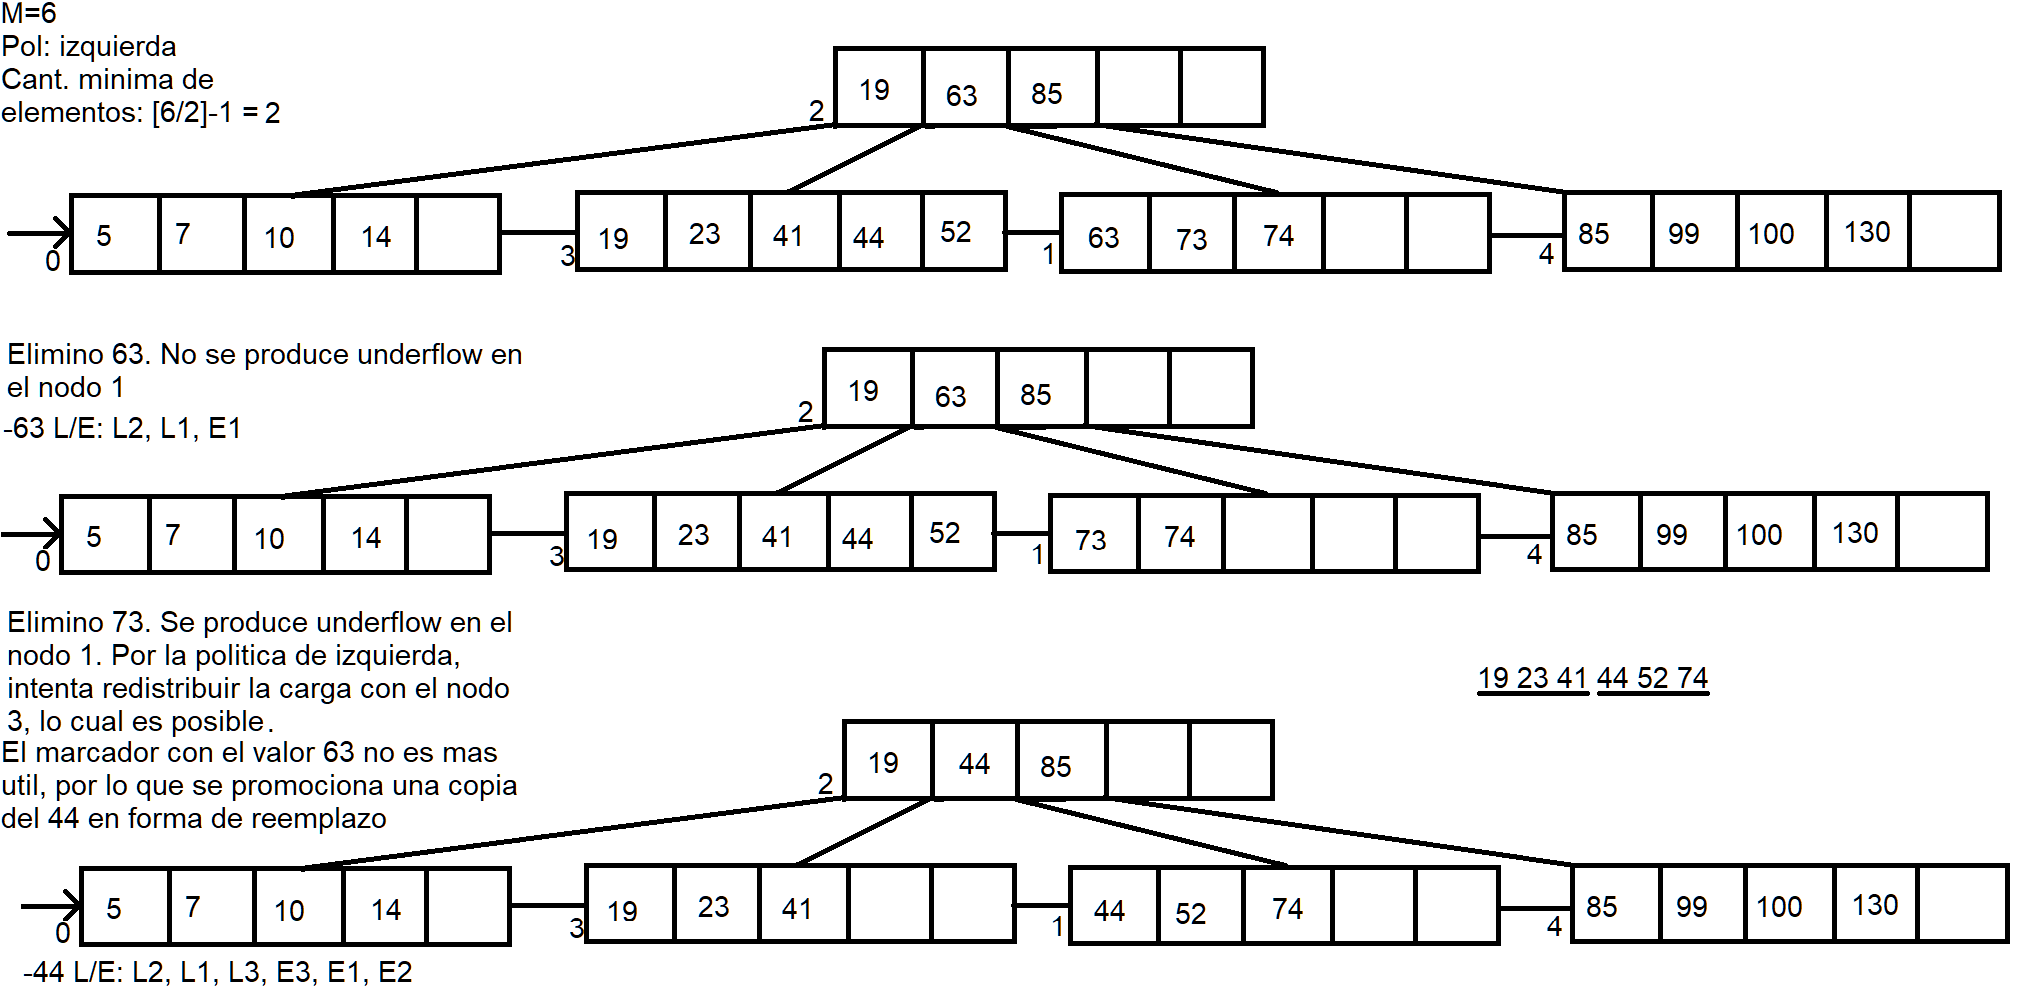 M=6
Pol: izquierda
Cant. minima de
elementos: [6/2]-1 = 2
2 19 63 85
0 5 7 10 14
3 19 23 41 44 52
1 63 73 74
4 85 99 100 130
Elimino 63. No se produce underflow en
el nodo 1
-63 L/E: L2, L1, E1
2 19 63 85
0 5 7 10 14
3 19 23 41 44 52
1 73 74
4 85 99 100 130
Elimino 73. Se produce underflow en el
nodo 1. Por la politica de izquierda,
intenta redistribuir la carga con el nodo
3, lo cual es posible.
El marcador con el valor 63 no es mas
util, por lo que se promociona una copia
del 44 en forma de reemplazo
19 23 41 44 52 74
2 19 44 85
0 5 7 10 14
3 19 23 41
1 44 52 74
4 85 99 100 130
-44 L/E: L2, L1, L3, E3, E1, E2